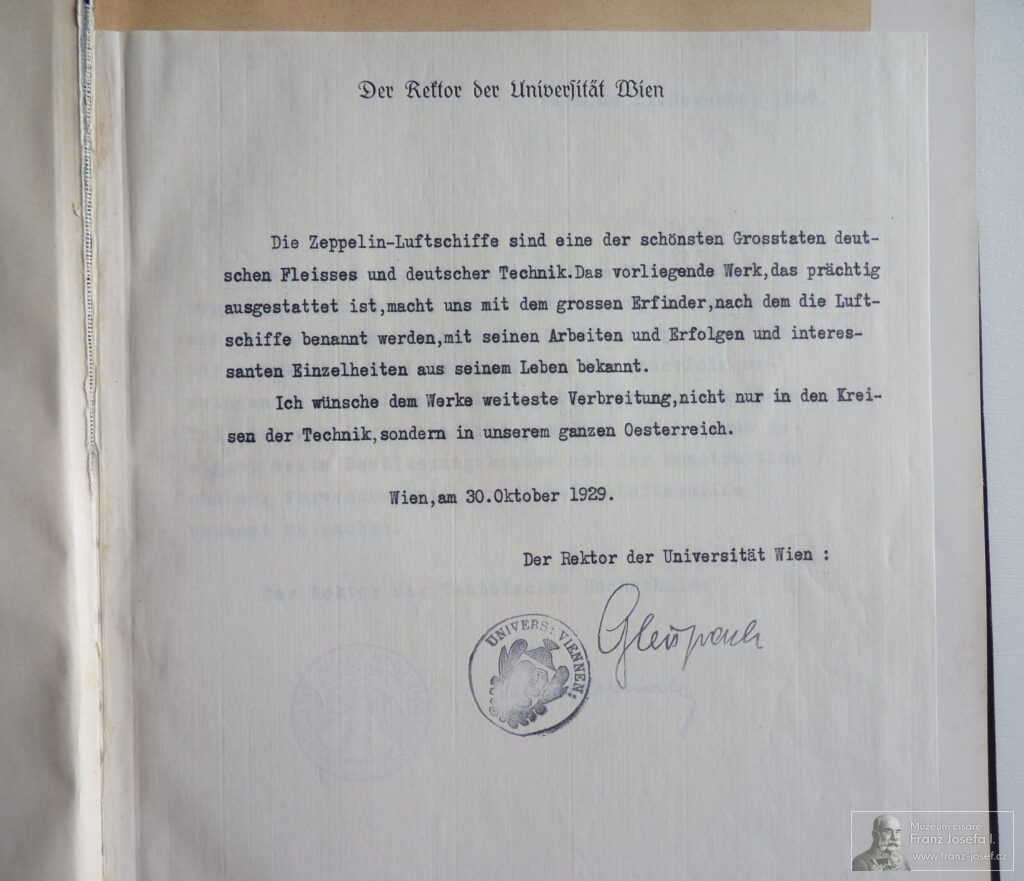 Der Rektor der Universität Wien
Die Zeppelin-Luftschiffe sind eine der schönsten Grosstaten deut-
schen Fleisses und deutscher Technik.Das vorliegende Werk,das prächtig
ausgestattet ist,macht uns mit dem grossen Erfinder,nach dem die Luft-
schiffe benannt werden,mit seinen Arbeiten und Erfolgen und interes-
santen Einzelheiten aus seinem Leben bekannt.
Ich wünsche dem Werke weiteste Verbreitung,nicht nur in den Krei-
sen der Technik,sondern in unserem ganzen Oesterreich.
Wien,am 30.Oktober 1929.
Der Rektor der Universität Wien :
Gleispach
UNIVERS: VIENNEN:
Muzeum císaře
Franz Josefa I.
www.franz-josef.cz